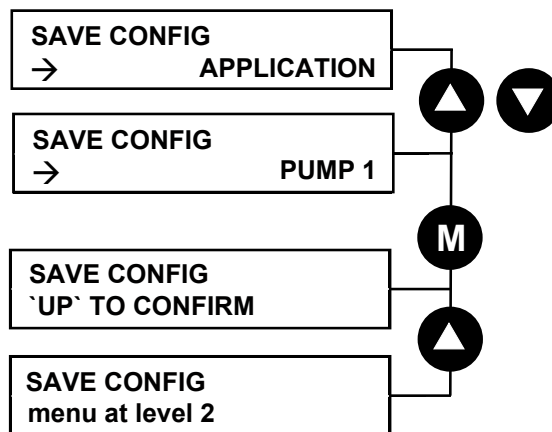 SAVE CONFIG
→ APPLICATION
SAVE CONFIG
→ PUMP 1
M
SAVE CONFIG
`UP` TO CONFIRM
SAVE CONFIG
menu at level 2